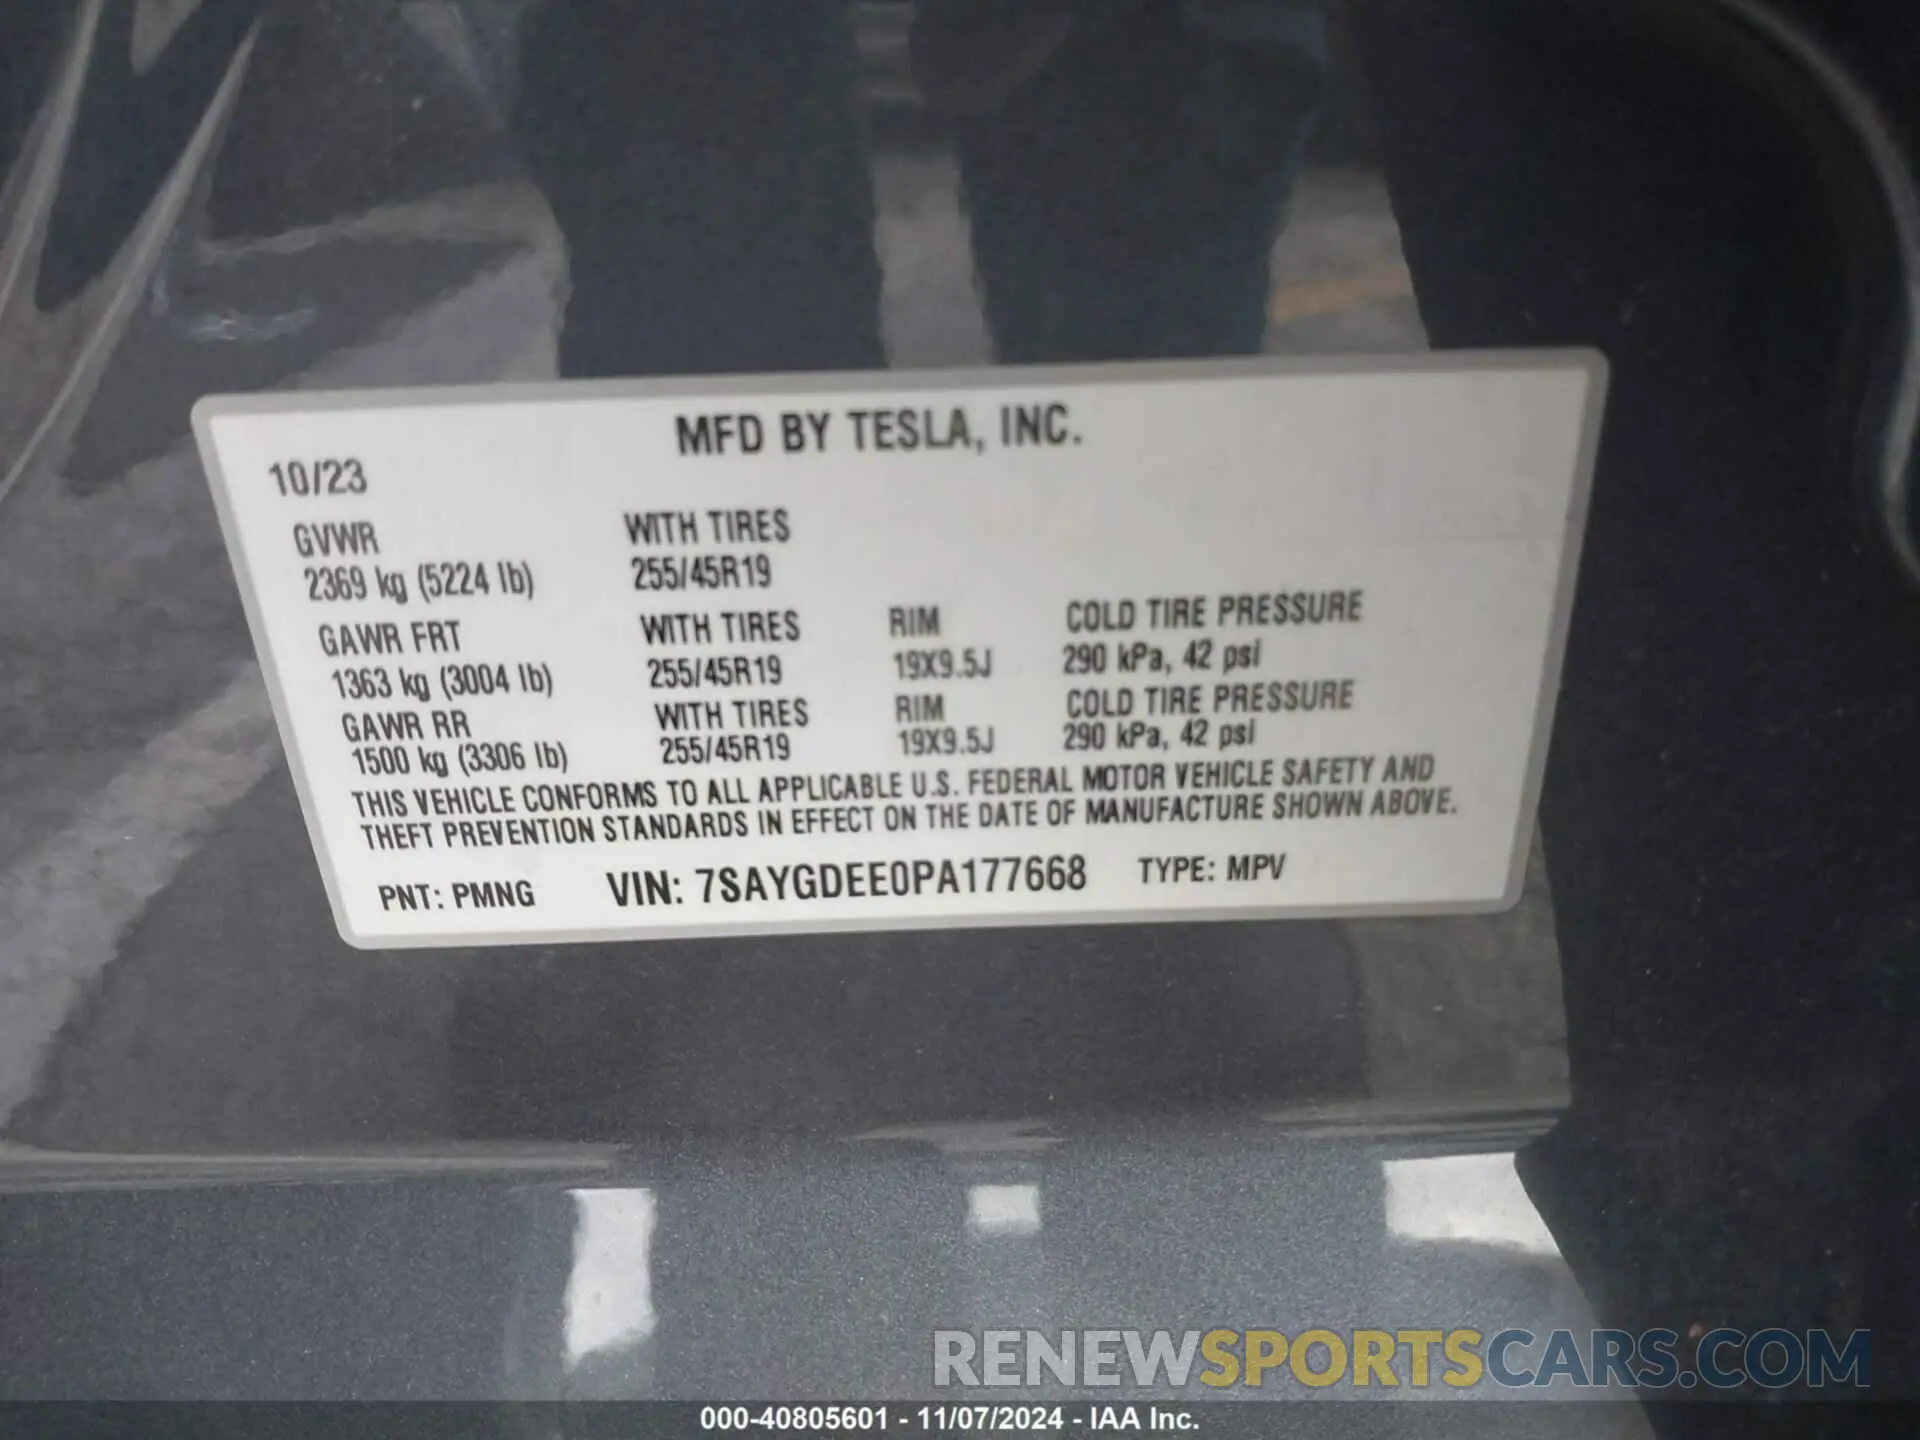 MFD BY TESLA, INC.
10/23
GVWR WITH TIRES
2369 kg (5224 lb) 255/45R19
GAWR FRT WITH TIRES RIM COLD TIRE PRESSURE
1363 kg (3004 lb) 255/45R19 19X9.5J 290 kPa, 42 psi
GAWR RR WITH TIRES RIM COLD TIRE PRESSURE
1500 kg (3306 lb) 255/45R19 19X9.5J 290 kPa, 42 psi
THIS VEHICLE CONFORMS TO ALL APPLICABLE U.S. FEDERAL MOTOR VEHICLE SAFETY AND
THEFT PREVENTION STANDARDS IN EFFECT ON THE DATE OF MANUFACTURE SHOWN ABOVE.
PNT: PMNG VIN: 7SAYGDEE0PA177668 TYPE: MPV
RENEWSPORTSCARS.COM
000-40805601 - 11/07/2024 - IAA Inc.